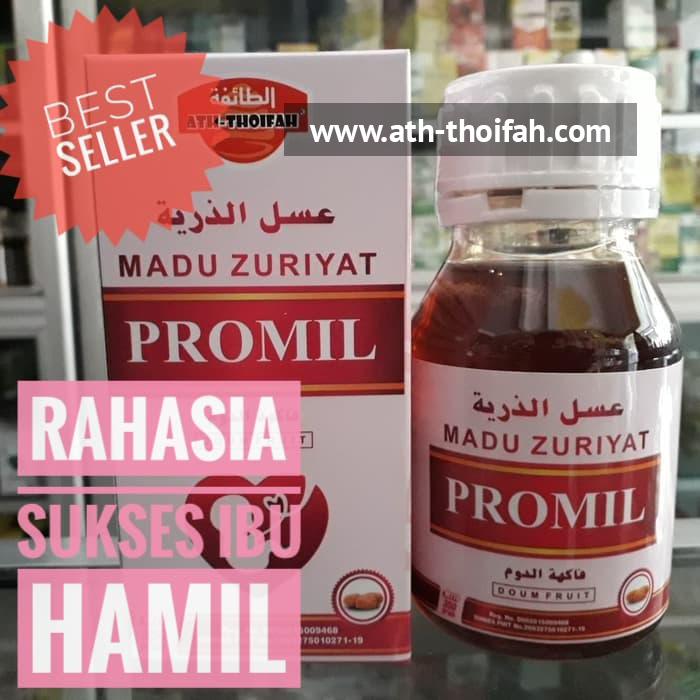 BEST
SELLER
الطائفة
ATH-THOIFAH
www.ath-thoifah.com
عسل الذرية
MADU ZURIYAT
PROMIL
RAHASIA
SUKSES IBU
HAMIL
عسل الذرية
MADU ZURIYAT
PROMIL
فاكهة الدوم
DOUM FRUIT